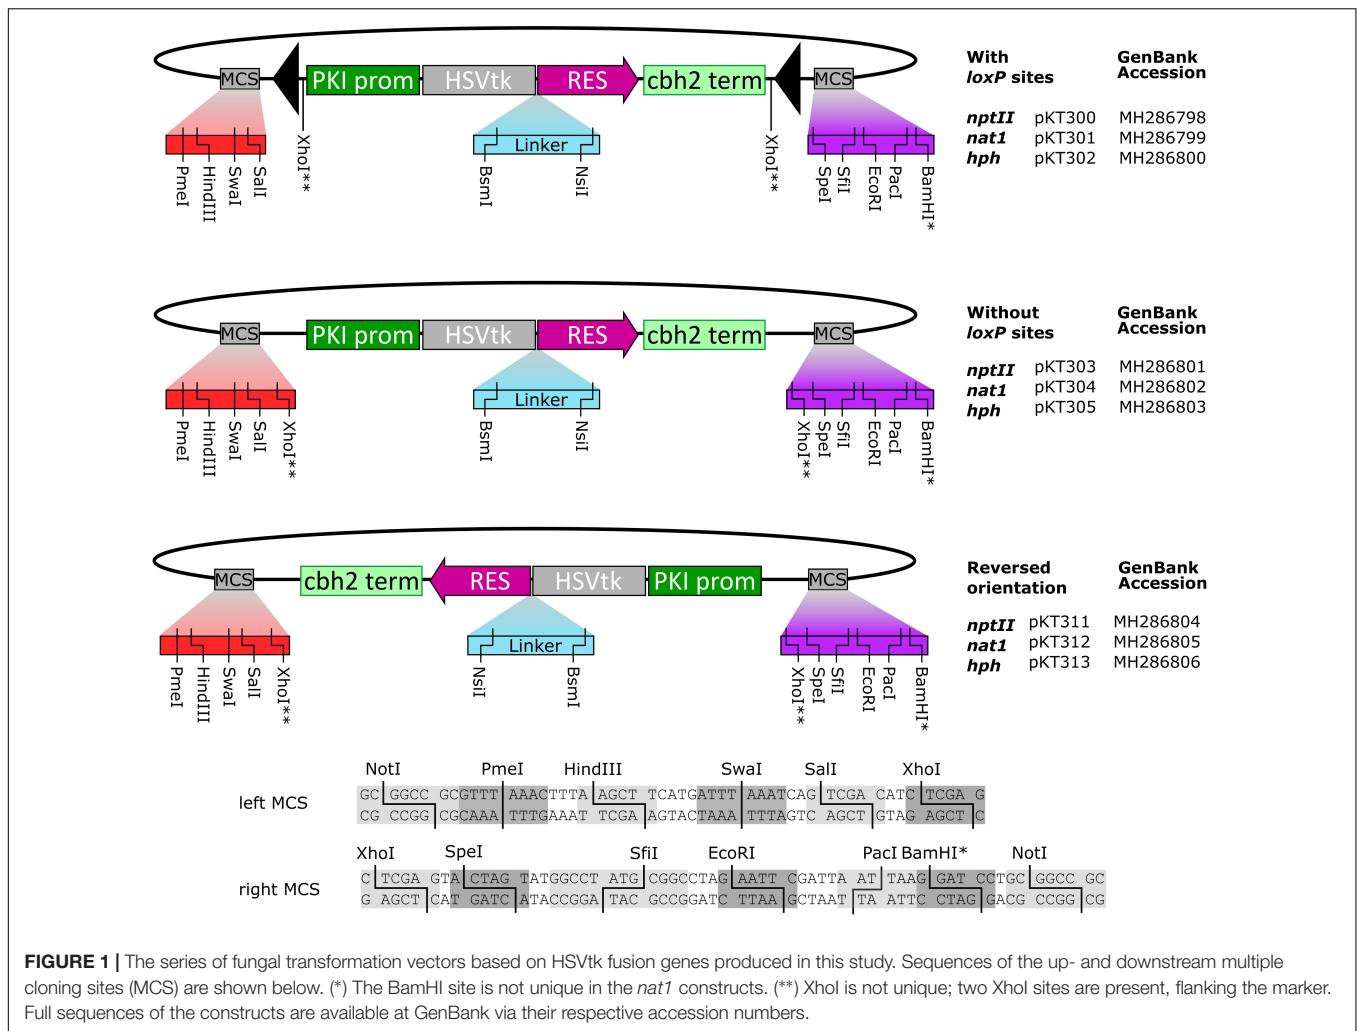 With
loxP sites
GenBank
Accession
MCS
PKI prom
HSVtk
RES
cbh2 term
MCS
nptII pKT300 MH286798
nat1 pKT301 MH286799
hph pKT302 MH286800
Linker
PmeI
HindIII
SwaI
SalI
XhoI**
BsmI
NsiI
XhoI**
SpeI
SfiI
EcoRI
PacI
BamHI*
Without
loxP sites
GenBank
Accession
MCS
PKI prom
HSVtk
RES
cbh2 term
MCS
nptII pKT303 MH286801
nat1 pKT304 MH286802
hph pKT305 MH286803
Linker
PmeI
HindIII
SwaI
SalI
XhoI**
BsmI
NsiI
XhoI**
SpeI
SfiI
EcoRI
PacI
BamHI*
Reversed
orientation
GenBank
Accession
MCS
cbh2 term
RES
HSVtk
PKI prom
MCS
nptII pKT311 MH286804
nat1 pKT312 MH286805
hph pKT313 MH286806
Linker
PmeI
HindIII
SwaI
SalI
XhoI**
NsiI
BsmI
XhoI**
SpeI
SfiI
EcoRI
PacI
BamHI*
NotI PmeI HindIII SwaI SalI XhoI
left MCS
GC GGCC GCGTTT AAACTTTA AGCT TCATGATTT AAATCAG TCGA CATC TCGA G
CG CCGG CGCAAA TTTGAAAT TCGA AGTACTAAA TTTAGTC AGCT GTAG AGCT C
XhoI SpeI SfiI EcoRI PacI BamHI* NotI
right MCS
C TCGA GTA CTAG TATGGCCT ATG CGGCCTAG AATT CGATTA AT TAAG GAT CCTGC GGCC GC
G AGCT CAT GATC ATACCGGA TAC GCCGGATC TTAA GCTAAT TA ATTC CTAG GACG CCGG CG
FIGURE 1 | The series of fungal transformation vectors based on HSVtk fusion genes produced in this study. Sequences of the up- and downstream multiple
cloning sites (MCS) are shown below. (*) The BamHI site is not unique in the nat1 constructs. (**) XhoI is not unique; two XhoI sites are present, flanking the marker.
Full sequences of the constructs are available at GenBank via their respective accession numbers.